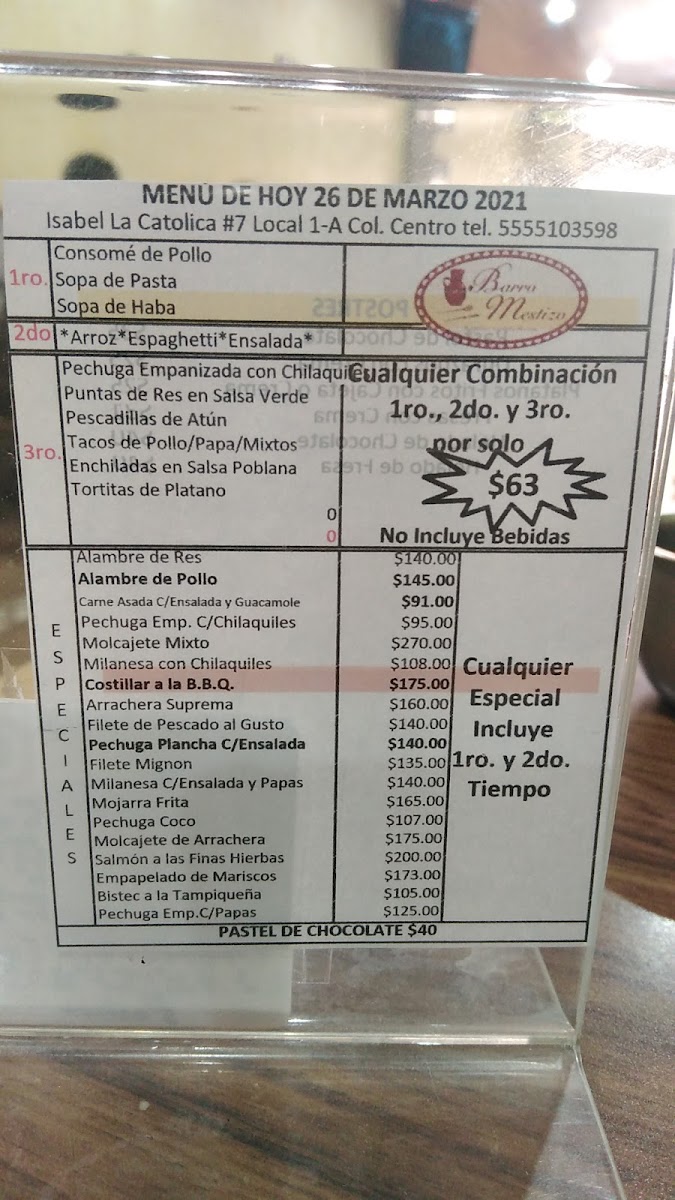 MENÚ DE HOY 26 DE MARZO 2021
Isabel La Catolica #7 Local 1-A Col. Centro tel. 5555103598
1ro.
Consomé de Pollo
Sopa de Pasta
Sopa de Haba
Barra
Mestizo
2do
*Arroz*Espaghetti*Ensalada*
3ro.
Pechuga Empanizada con Chilaquiles
Puntas de Res en Salsa Verde
Pescadillas de Atún
Tacos de Pollo/Papa/Mixtos
Enchiladas en Salsa Poblana
Tortitas de Platano
0
0
Cualquier Combinación
1ro., 2do. y 3ro.
por solo
$63
No Incluye Bebidas
ESPECIALES
Alambre de Res $140.00
Alambre de Pollo $145.00
Carne Asada C/Ensalada y Guacamole $91.00
Pechuga Emp. C/Chilaquiles $95.00
Molcajete Mixto $270.00
Milanesa con Chilaquiles $108.00
Costillar a la B.B.Q. $175.00
Arrachera Suprema $160.00
Filete de Pescado al Gusto $140.00
Pechuga Plancha C/Ensalada $140.00
Filete Mignon $135.00
Milanesa C/Ensalada y Papas $140.00
Mojarra Frita $165.00
Pechuga Coco $107.00
Molcajete de Arrachera $175.00
Salmón a las Finas Hierbas $200.00
Empapelado de Mariscos $173.00
Bistec a la Tampiqueña $105.00
Pechuga Emp.C/Papas $125.00
Cualquier
Especial
Incluye
1ro. y 2do.
Tiempo
PASTEL DE CHOCOLATE $40